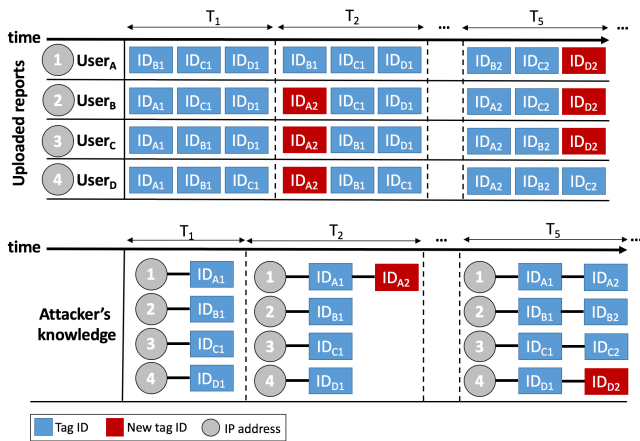 T1 T2 ... T5 ...
time
Uploaded reports
1 UserA IDB1 IDC1 IDD1 IDB1 IDC1 IDD1 IDB2 IDC2 IDD2
2 UserB IDA1 IDC1 IDD1 IDA2 IDC1 IDD1 IDA2 IDC2 IDD2
3 UserC IDA1 IDB1 IDD1 IDA2 IDB1 IDD1 IDA2 IDB2 IDD2
4 UserD IDA1 IDB1 IDC1 IDA2 IDB1 IDC1 IDA2 IDB2 IDC2
T1 T2 ... T5 ...
time
Attacker's knowledge
1 IDA1 1 IDA1 IDA2 1 IDA1 IDA2
2 IDB1 2 IDB1 2 IDB1 IDB2
3 IDC1 3 IDC1 3 IDC1 IDC2
4 IDD1 4 IDD1 4 IDD1 IDD2
Tag ID New tag ID IP address